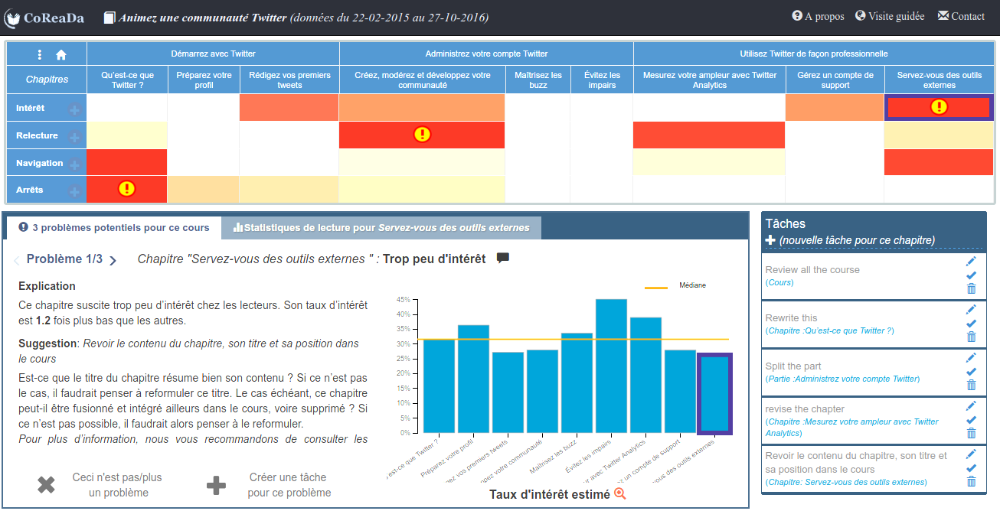 CoReaDa
Animez une communauté Twitter (données du 22-02-2015 au 27-10-2016)
A propos
Visite guidée
Contact
Démarrez avec Twitter
Administrez votre compte Twitter
Utilisez Twitter de façon professionnelle
Chapitres
Qu'est-ce que
Twitter ?
Préparez votre
profil
Rédigez vos premiers
tweets
Créez, modérez et développez votre
communauté
Maîtrisez les
buzz
Évitez les
impairs
Mesurez votre ampleur avec Twitter
Analytics
Gérez un compte de
support
Servez-vous des outils
externes
Intérêt
Relecture
Navigation
Arrêts
3 problèmes potentiels pour ce cours
Statistiques de lecture pour Servez-vous des outils externes
Problème 1/3
Chapitre "Servez-vous des outils externes " : Trop peu d'intérêt
Explication
Ce chapitre suscite trop peu d'intérêt chez les lecteurs. Son taux d'intérêt
est 1.2 fois plus bas que les autres.
Suggestion: Revoir le contenu du chapitre, son titre et sa position dans
le cours
Est-ce que le titre du chapitre résume bien son contenu ? Si ce n'est pas
le cas, il faudrait penser à reformuler ce titre. Le cas échéant, ce chapitre
peut-il être fusionné et intégré ailleurs dans le cours, voire supprimé ? Si
ce n'est pas possible, il faudrait alors penser à le reformuler.
Pour plus d'information, nous vous recommandons de consulter les
Ceci n'est pas/plus
un problème
Créer une tâche
pour ce problème
Médiane
45%
40%
35%
30%
25%
20%
15%
10%
5%
0%
'est-ce que Twitter ?
Préparez votre profil
ez vos premiers tweets
ppez votre communauté
Maîtrisez les buzz
Évitez les impairs
ur avec Twitter Analytics
ez un compte de support
vous des outils externes
Taux d'intérêt estimé
Tâches
(nouvelle tâche pour ce chapitre)
Review all the course
(Cours)
Rewrite this
(Chapitre :Qu'est-ce que Twitter ?)
Split the part
(Partie :Administrez votre compte Twitter)
revise the chapter
(Chapitre :Mesurez votre ampleur avec Twitter
Analytics)
Revoir le contenu du chapitre, son titre et
sa position dans le cours
(Chapitre: Servez-vous des outils externes)